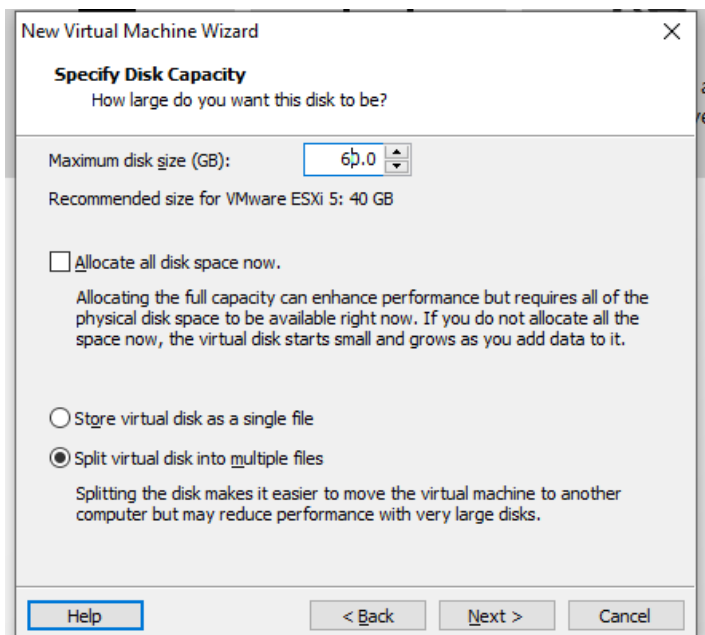 New Virtual Machine Wizard
Specify Disk Capacity
How large do you want this disk to be?
Maximum disk size (GB): 60.0
Recommended size for VMware ESXi 5: 40 GB
Allocate all disk space now.
Allocating the full capacity can enhance performance but requires all of the
physical disk space to be available right now. If you do not allocate all the
space now, the virtual disk starts small and grows as you add data to it.
Store virtual disk as a single file
Split virtual disk into multiple files
Splitting the disk makes it easier to move the virtual machine to another
computer but may reduce performance with very large disks.
Help < Back Next > Cancel